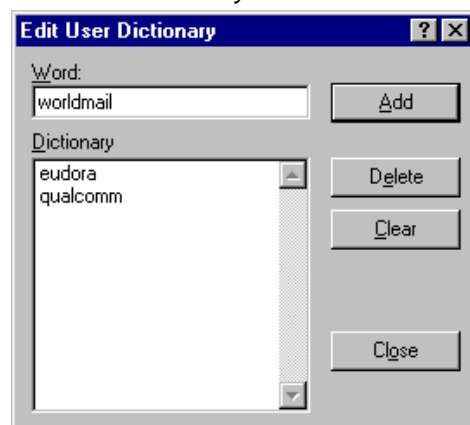 Edit User Dictionary
Word:
worldmail
Add
Dictionary
eudora
qualcomm
Delete
Clear
Close